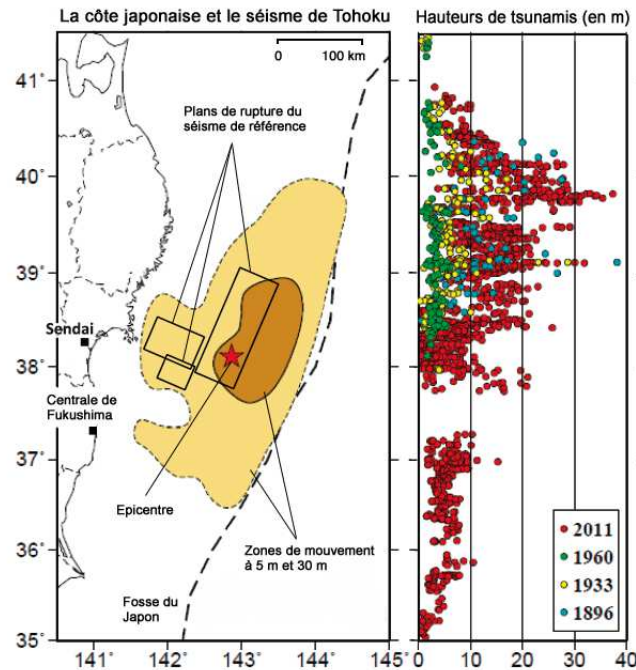 La côte japonaise et le séisme de Tohoku
Hauteurs de tsunamis (en m)
0
100 km
Plans de rupture du
séisme de référence
41°
40°
39°
38°
37°
36°
35°
Sendai
Centrale de
Fukushima
Epicentre
Zones de mouvement
à 5 m et 30 m
Fosse du
Japon
141°
142°
143°
144°
145°
2011
1960
1933
1896
0
10
20
30
40